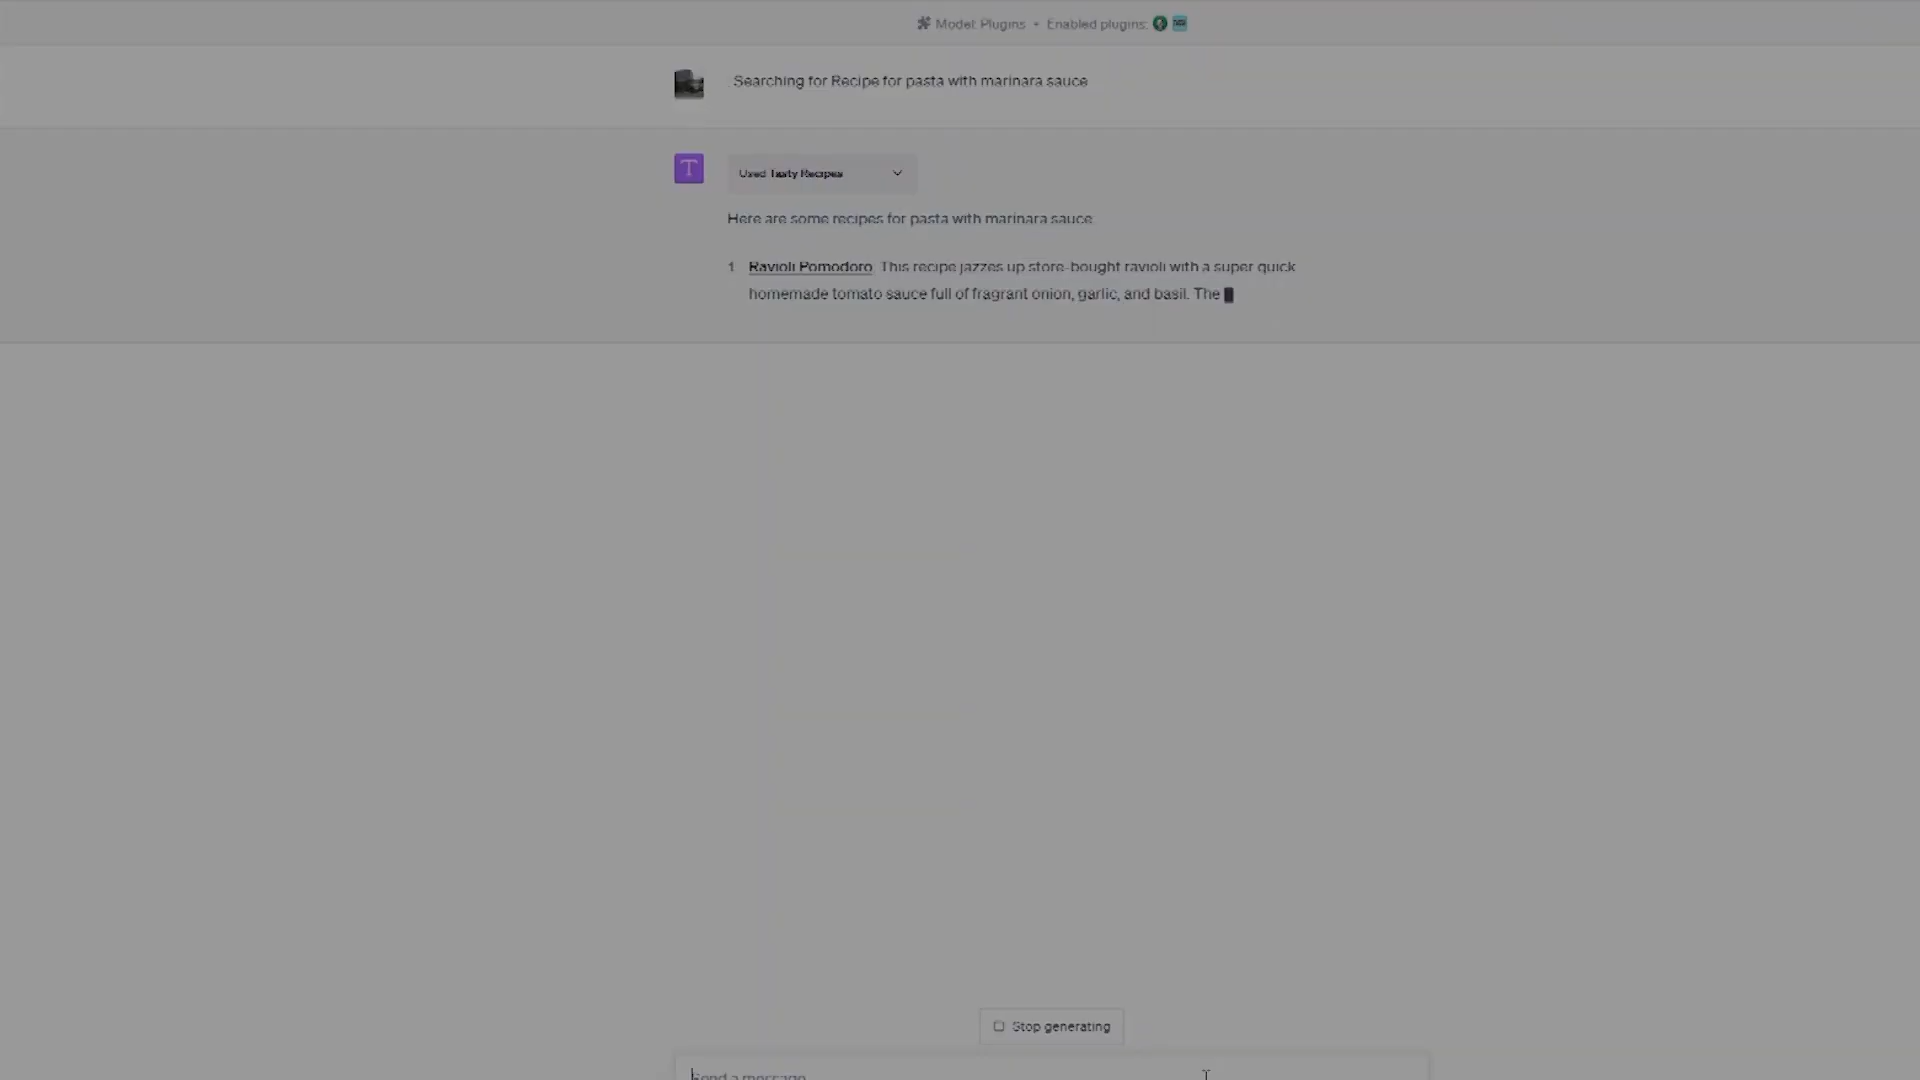 Model: Plugins • Enabled plugins:
Searching for Recipe for pasta with marinara sauce
T
Used Tasty Recipes
Here are some recipes for pasta with marinara sauce
1 Ravioli Pomodoro This recipe jazzes up store-bought ravioli with a super quick
homemade tomato sauce full of fragrant onion, garlic, and basil. The
Stop generating
Send a message